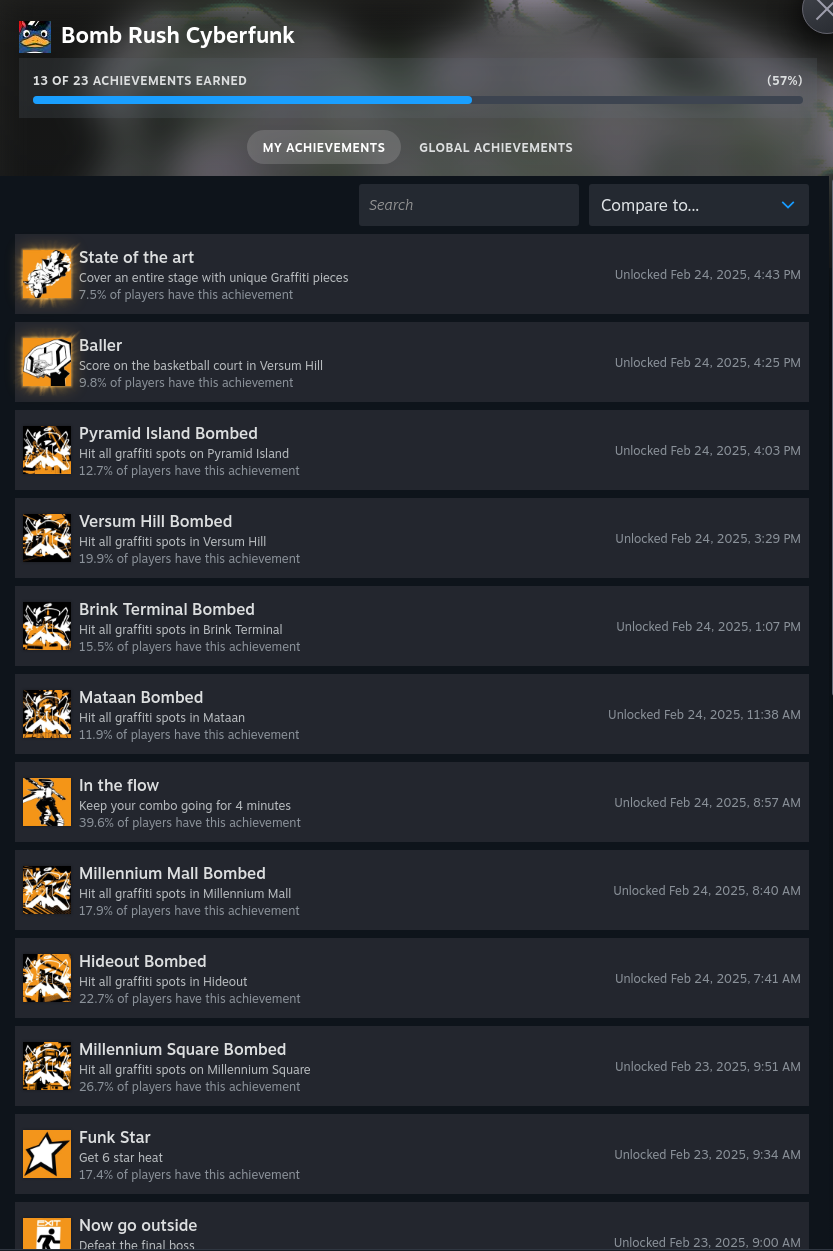 Bomb Rush Cyberfunk
13 OF 23 ACHIEVEMENTS EARNED (57%)
MY ACHIEVEMENTS GLOBAL ACHIEVEMENTS
Search Compare to...
State of the art
Cover an entire stage with unique Graffiti pieces
7.5% of players have this achievement
Unlocked Feb 24, 2025, 4:43 PM
Baller
Score on the basketball court in Versum Hill
9.8% of players have this achievement
Unlocked Feb 24, 2025, 4:25 PM
Pyramid Island Bombed
Hit all graffiti spots on Pyramid Island
12.7% of players have this achievement
Unlocked Feb 24, 2025, 4:03 PM
Versum Hill Bombed
Hit all graffiti spots in Versum Hill
19.9% of players have this achievement
Unlocked Feb 24, 2025, 3:29 PM
Brink Terminal Bombed
Hit all graffiti spots in Brink Terminal
15.5% of players have this achievement
Unlocked Feb 24, 2025, 1:07 PM
Mataan Bombed
Hit all graffiti spots in Mataan
11.9% of players have this achievement
Unlocked Feb 24, 2025, 11:38 AM
In the flow
Keep your combo going for 4 minutes
39.6% of players have this achievement
Unlocked Feb 24, 2025, 8:57 AM
Millennium Mall Bombed
Hit all graffiti spots in Millennium Mall
17.9% of players have this achievement
Unlocked Feb 24, 2025, 8:40 AM
Hideout Bombed
Hit all graffiti spots in Hideout
22.7% of players have this achievement
Unlocked Feb 24, 2025, 7:41 AM
Millennium Square Bombed
Hit all graffiti spots on Millennium Square
26.7% of players have this achievement
Unlocked Feb 23, 2025, 9:51 AM
Funk Star
Get 6 star heat
17.4% of players have this achievement
Unlocked Feb 23, 2025, 9:34 AM
EXIT
Now go outside
Defeat the final boss
Unlocked Feb 23, 2025, 9:00 AM